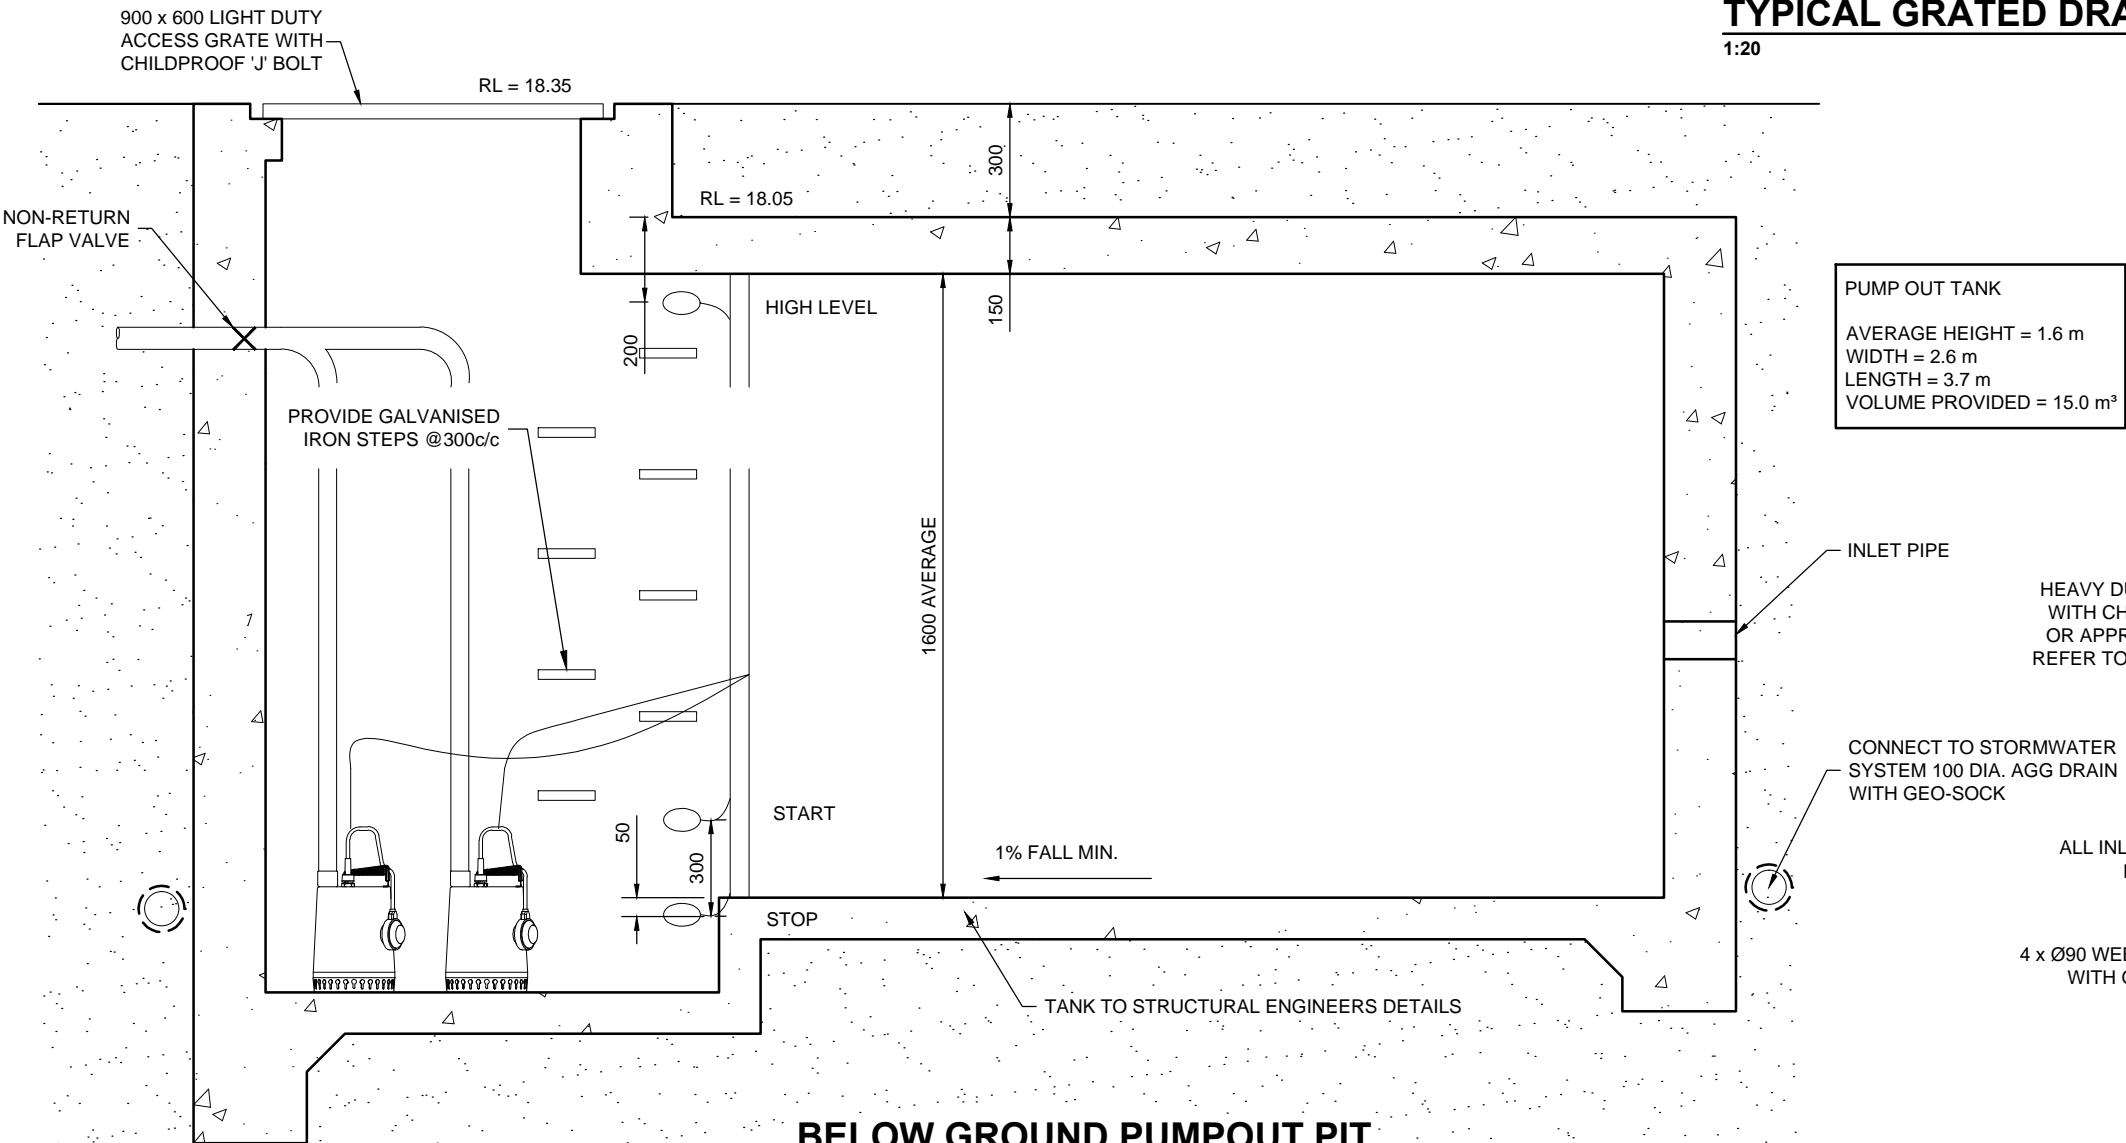 TYPICAL GRATED DRA
1:20
900 x 600 LIGHT DUTY
ACCESS GRATE WITH
CHILDPROOF 'J' BOLT
RL = 18.35
300
RL = 18.05
NON-RETURN
FLAP VALVE
HIGH LEVEL
150
200
PUMP OUT TANK
AVERAGE HEIGHT = 1.6 m
WIDTH = 2.6 m
LENGTH = 3.7 m
VOLUME PROVIDED = 15.0 m³
PROVIDE GALVANISED
IRON STEPS @300c/c
1600 AVERAGE
INLET PIPE
HEAVY DU
WITH CH
OR APPR
REFER TO
CONNECT TO STORMWATER
SYSTEM 100 DIA. AGG DRAIN
WITH GEO-SOCK
START
50
300
1% FALL MIN.
ALL INL
STOP
4 x Ø90 WEE
WITH
TANK TO STRUCTURAL ENGINEERS DETAILS
BELOW GROUND PUMPOUT PIT